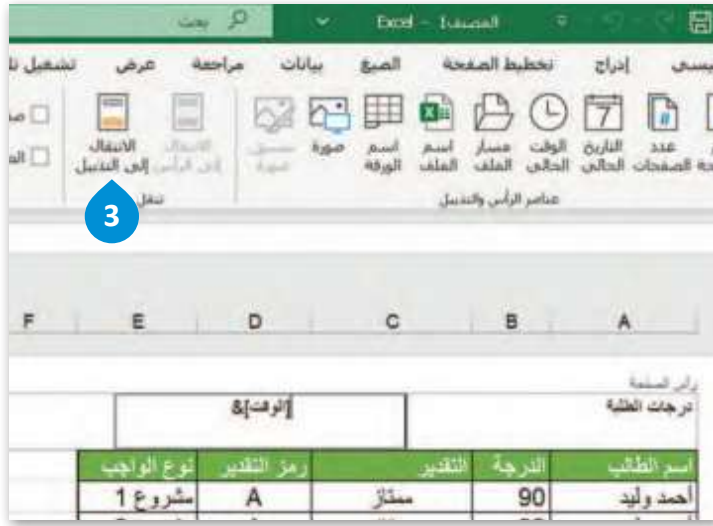 المصنف1 - Excel
بحث
إدراج
تخطيط الصفحة
الصيغ
بيانات
مراجعة
عرض
عدد الصفحات
التاريخ الحالي
الوقت الحالي
مسار الملف
اسم الملف
اسم الورقة
صورة
تنسيق صورة
الانتقال إلى الرأس
الانتقال إلى التذييل
عناصر الرأس والتذييل
تنقل
3
A B C D E F
رأس الصفحة
درجات الطلبة
&[الوقت]
اسم الطالب الدرجة التقدير رمز التقدير نوع الواجب
أحمد وليد 90 ممتاز A مشروع 1